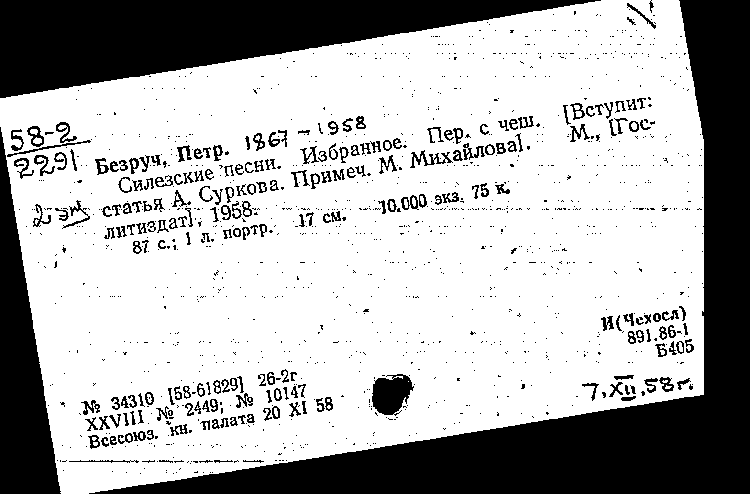 58-2
2291
2 эк
Безруч, Петр. 1867-1958
Силезские песни. Избранное. Пер. с чеш. [Вступит:
статья А. Суркова. Примеч. М. Михайлова]. М., [Гос-
литиздат], 1958.
87 с.; 1 л. портр. 17 см. 10.000 экз. 75 к.
И(Чехосл)
891.86-1
Б405
№ 34310 [58-61829] 26-2г
XXVIII № 2449; № 10147
Всесоюз. кн. палата 20 XI 58
7.XII.58г.